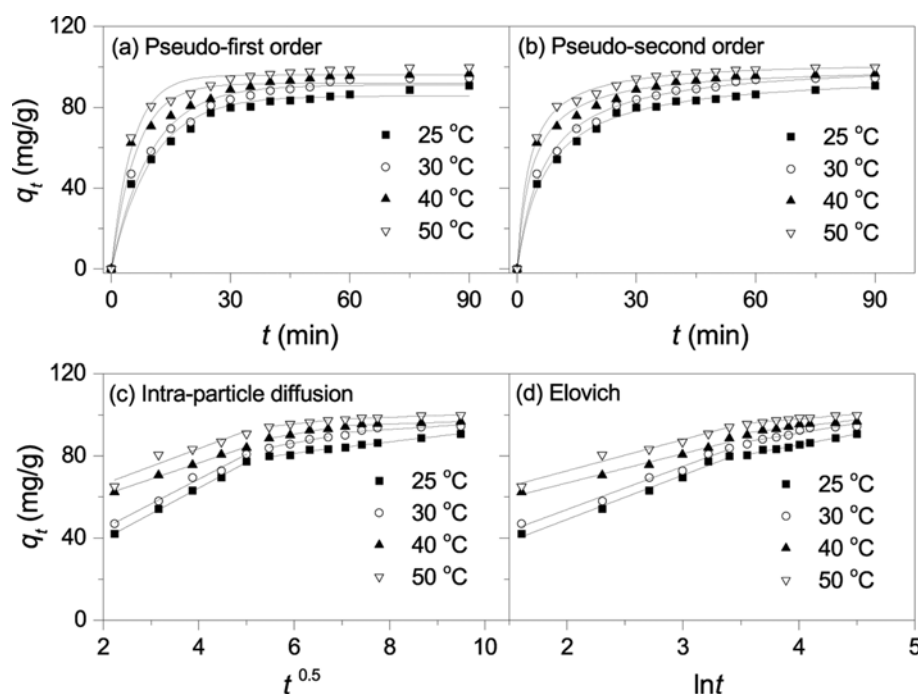 120
80
40
0
qt (mg/g)
(a) Pseudo-first order
25 °C
30 °C
40 °C
50 °C
0 30 60 90
t (min)
(b) Pseudo-second order
25 °C
30 °C
40 °C
50 °C
0 30 60 90
t (min)
120
80
40
0
qt (mg/g)
(c) Intra-particle diffusion
25 °C
30 °C
40 °C
50 °C
2 4 6 8 10
t 0.5
(d) Elovich
25 °C
30 °C
40 °C
50 °C
2 3 4 5
lnt